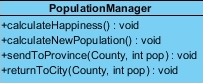 PopulationManager
+calculateHappiness() : void
+calculateNewPopulation() : void
+sendToProvince(County, int pop) : void
+returnToCity(County, int pop) : void